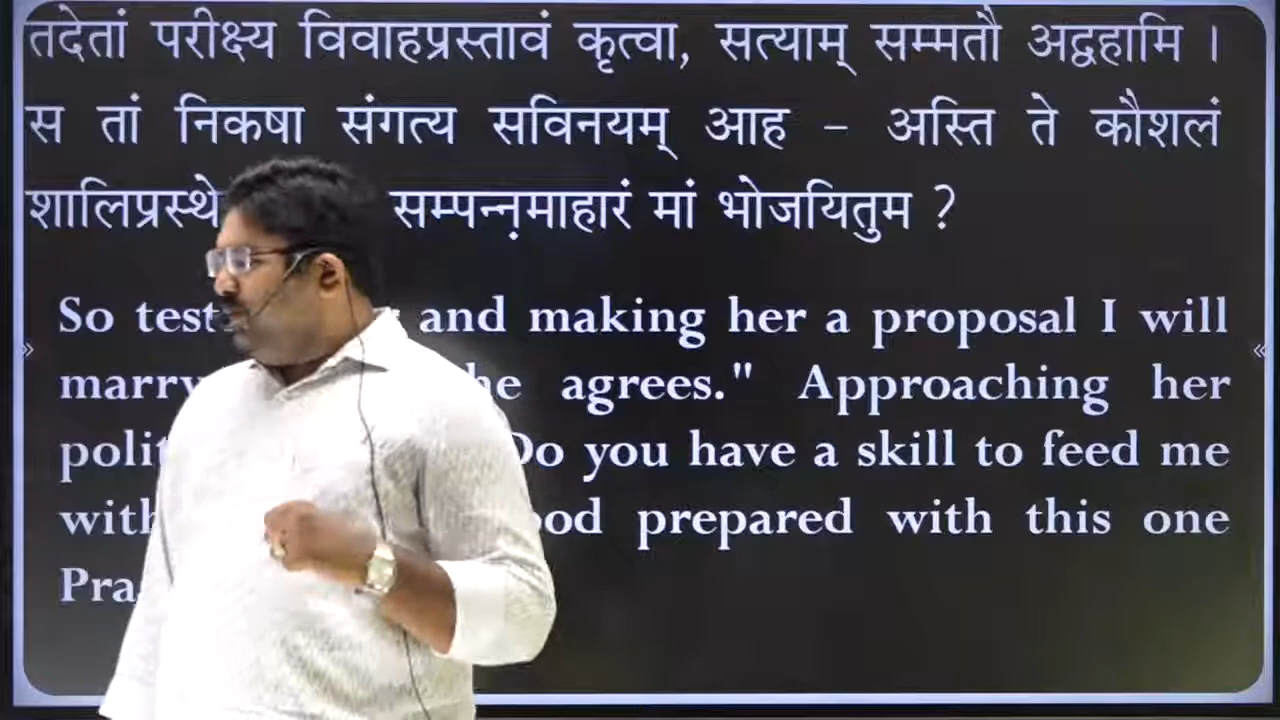 तदेतां परीक्ष्य विवाहप्रस्तावं कृत्वा, सत्याम् सम्मतौ अद्वहामि ।
स तां निकषा संगत्य सविनयम् आह – अस्ति ते कौशलं
शालिप्रस्थे सम्पन्ऩमाहारं मां भोजयितुम ?
So test and making her a proposal I will
marry he agrees." Approaching her
polit Do you have a skill to feed me
with ood prepared with this one
Pra